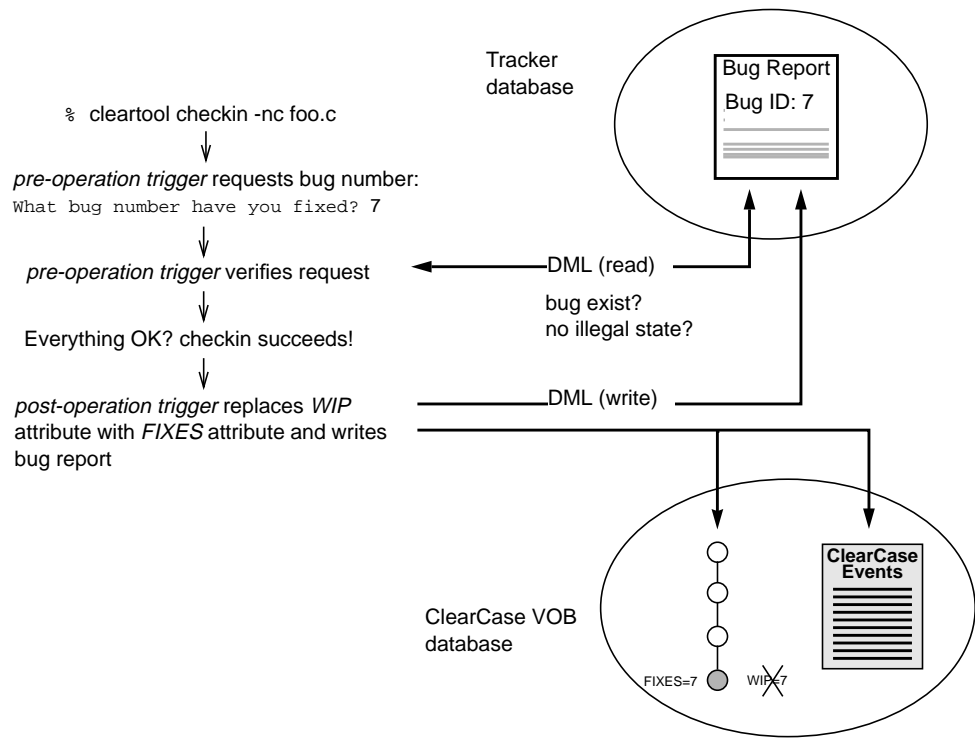 Tracker
database
Bug Report
Bug ID: 7
% cleartool checkin -nc foo.c
pre-operation trigger requests bug number:
What bug number have you fixed? 7
pre-operation trigger verifies request
DML (read)
bug exist?
no illegal state?
Everything OK? checkin succeeds!
post-operation trigger replaces WIP
attribute with FIXES attribute and writes
bug report
DML (write)
ClearCase
Events
ClearCase VOB
database
FIXES=7
WIP=7